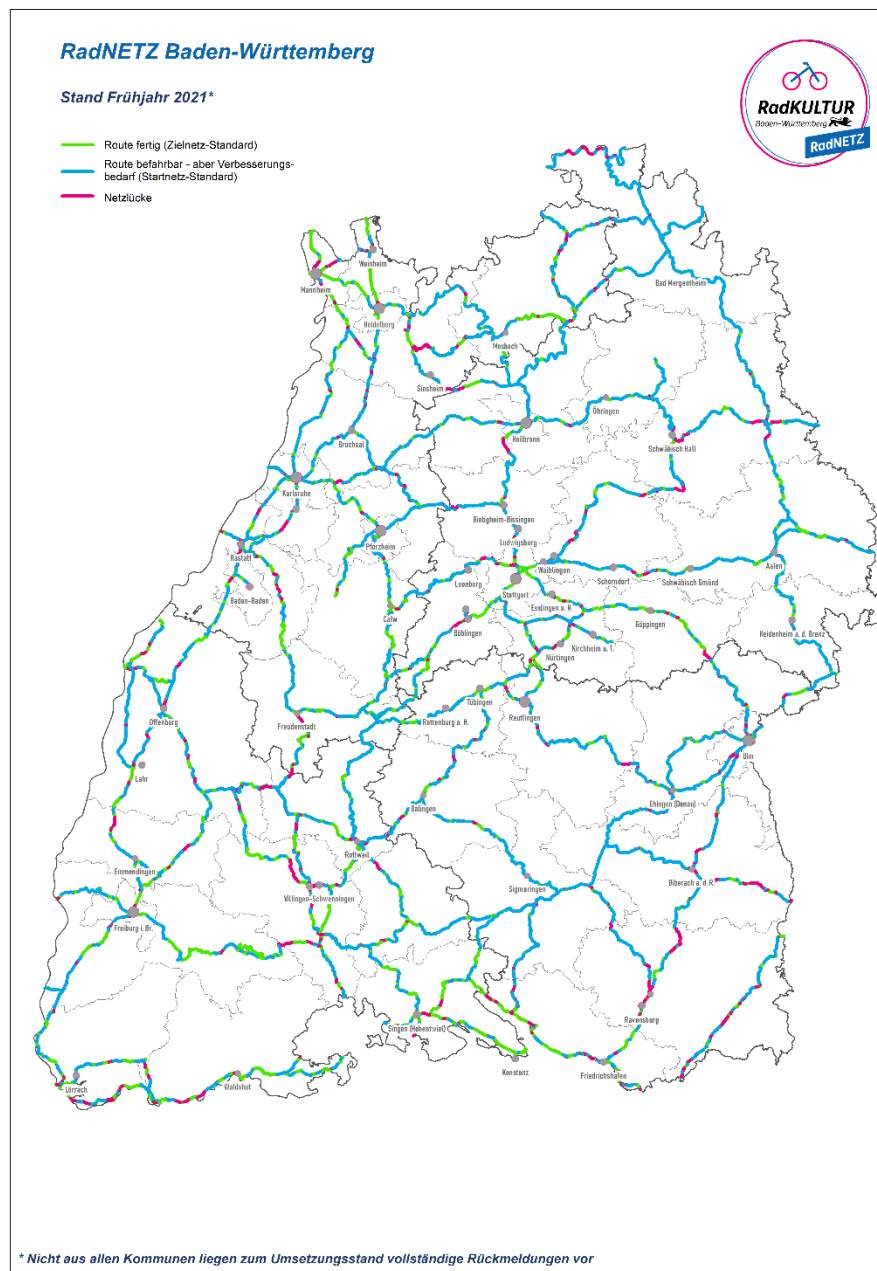 RadNETZ Baden-Württemberg
Stand Frühjahr 2021*
Route fertig (Zielnetz-Standard)
Route befahrbar - aber Verbesserungs-
bedarf (Startnetz-Standard)
Netzlücke
RadKULTUR
Baden-Württemberg
RadNETZ
Weinheim
Mannheim
Bad Mergentheim
Heidelberg
Mosbach
Sinsheim
Öhringen
Heilbronn
Bruchsal
Schwäbisch Hall
Karlsruhe
Bietigheim-Bissingen
Ludwigsburg
Pforzheim
Rastatt
Waiblingen
Aalen
Leonberg
Schorndorf
Schwäbisch Gmünd
Stuttgart
Baden-Baden
Esslingen a. N.
Calw
Göppingen
Heidenheim a. d. Brenz
Böblingen
Kirchheim u. T.
Nürtingen
Tübingen
Offenburg
Freudenstadt
Rottenburg a. N.
Reutlingen
Ulm
Lahr
Balingen
Ehingen (Donau)
Rottweil
Emmendingen
Sigmaringen
Biberach a. d. R.
Villingen-Schwenningen
Freiburg i. Br.
Ravensburg
Singen (Hohentwiel)
Konstanz
Friedrichshafen
Waldshut
Lörrach
* Nicht aus allen Kommunen liegen zum Umsetzungsstand vollständige Rückmeldungen vor